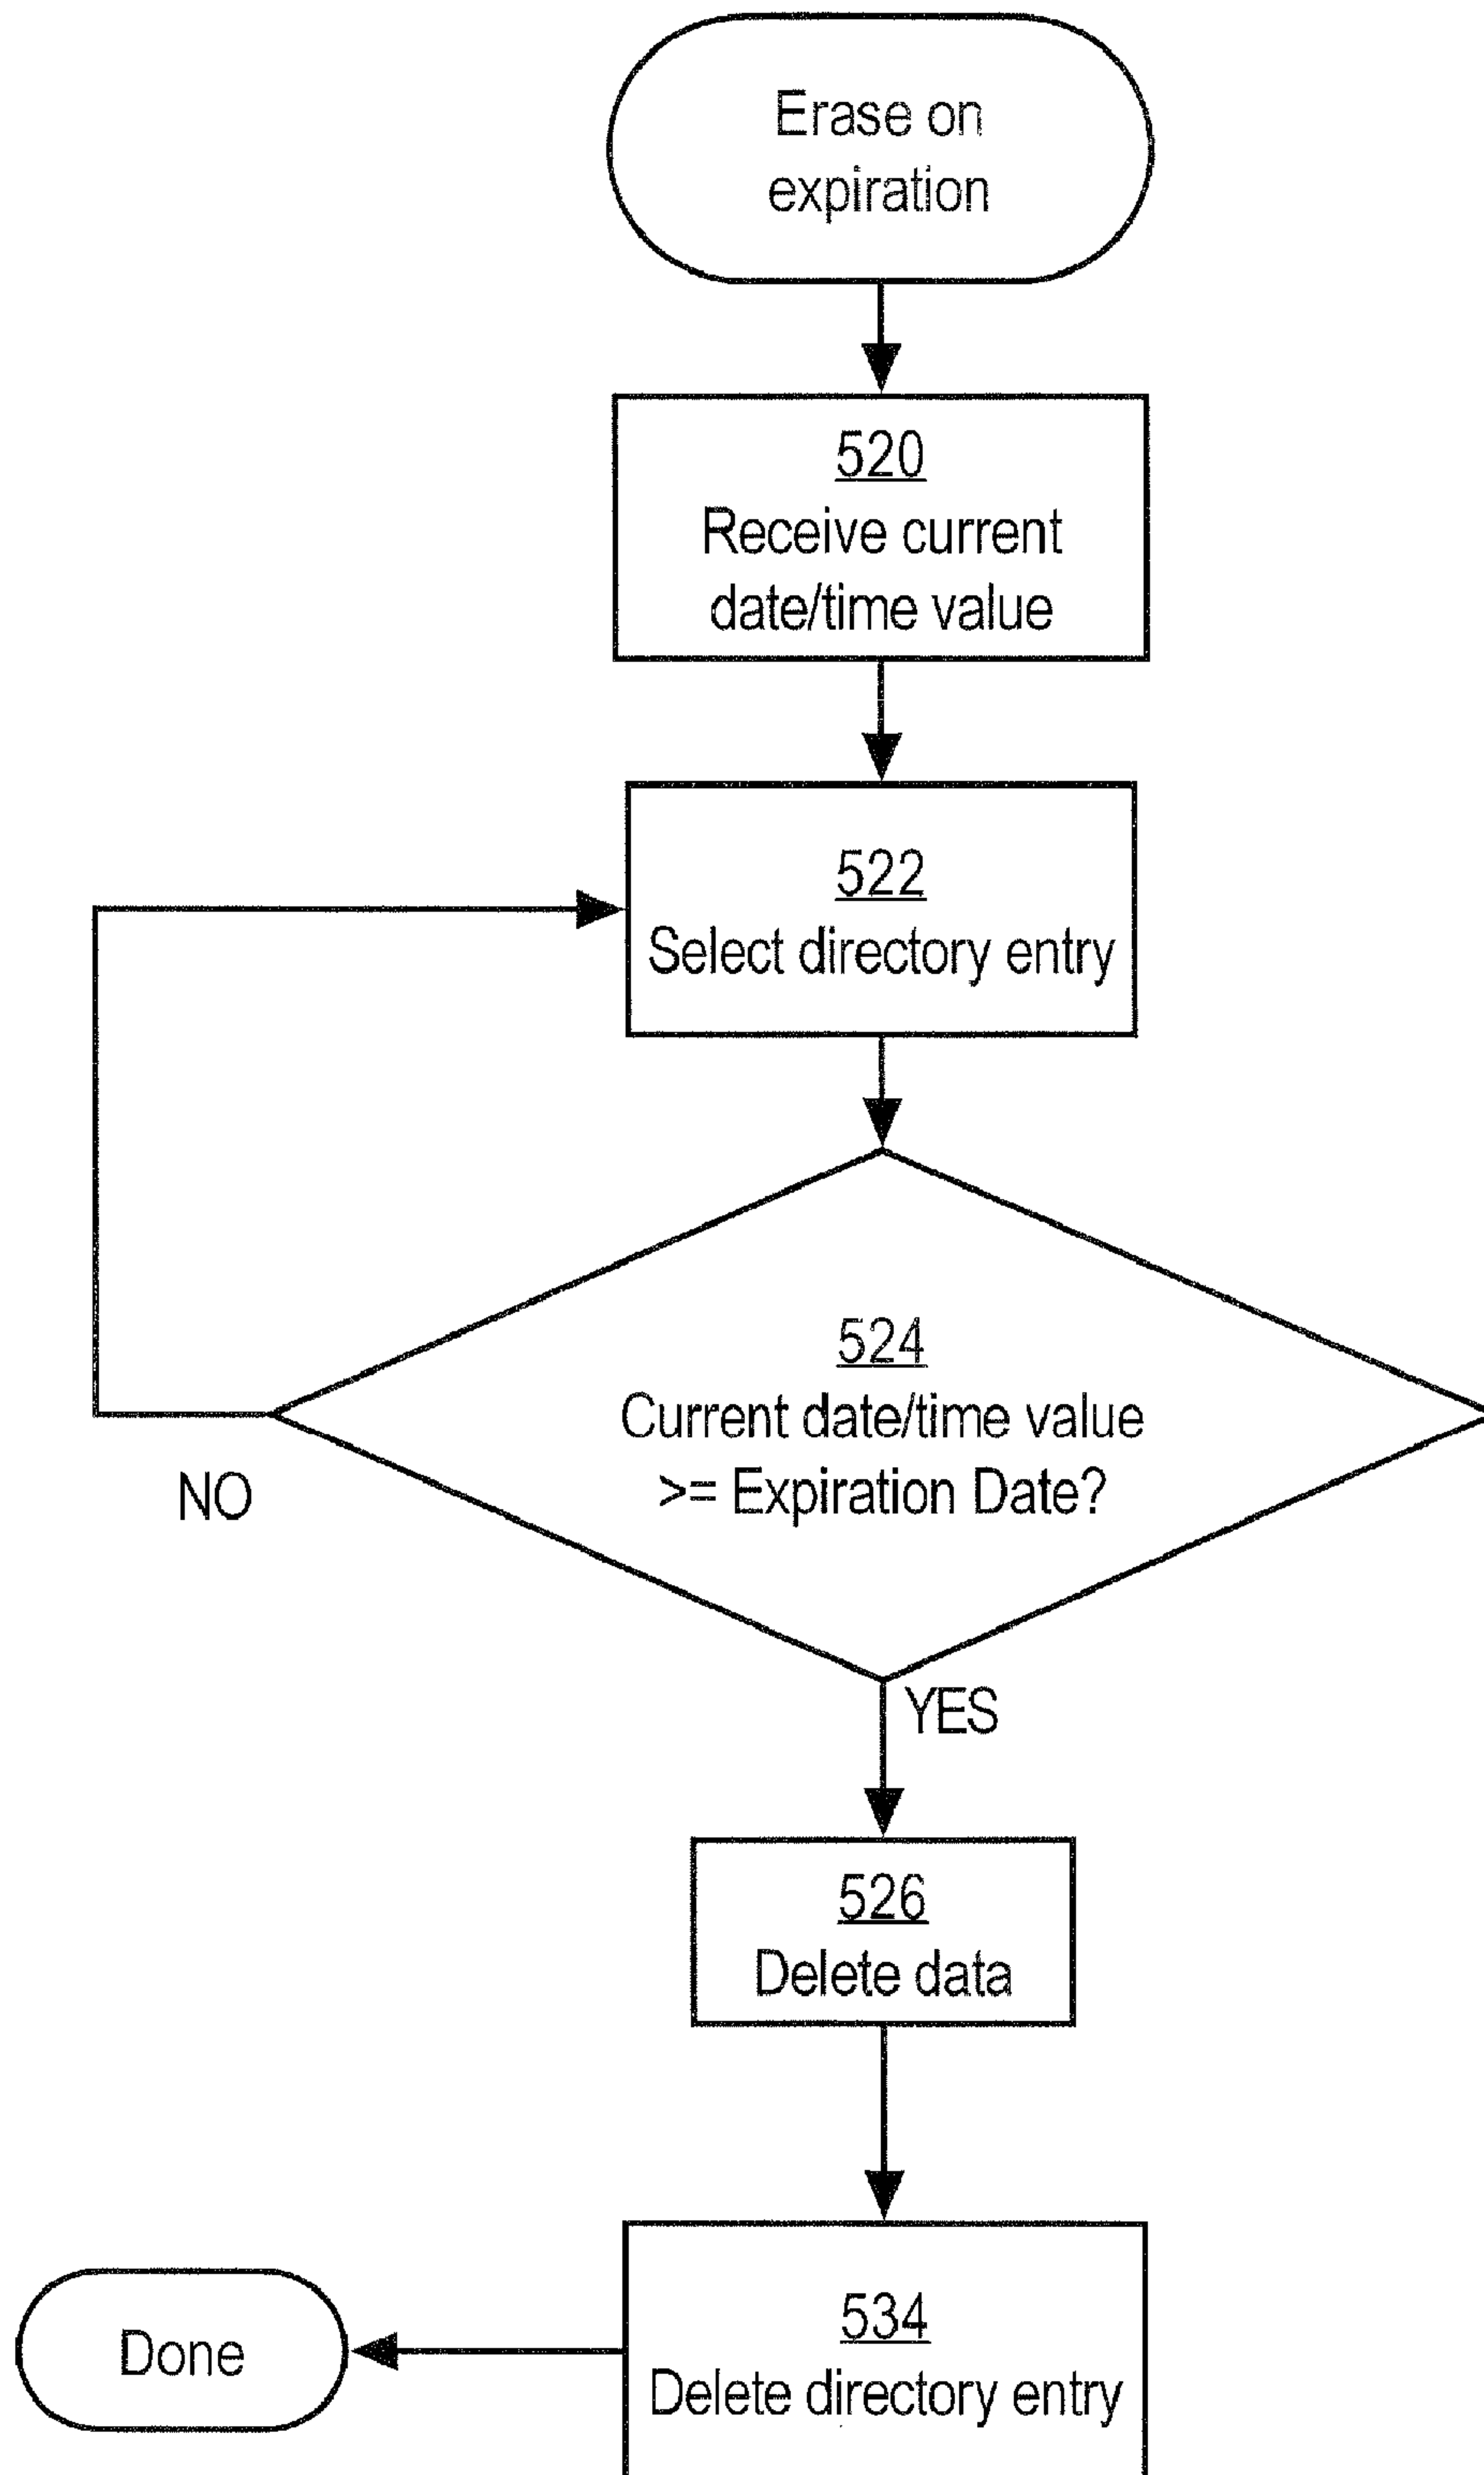 Erase on
expiration
520
Receive current
date/time value
522
Select directory entry
524
Current date/time value
>= Expiration Date?
NO
YES
526
Delete data
534
Delete directory entry
Done